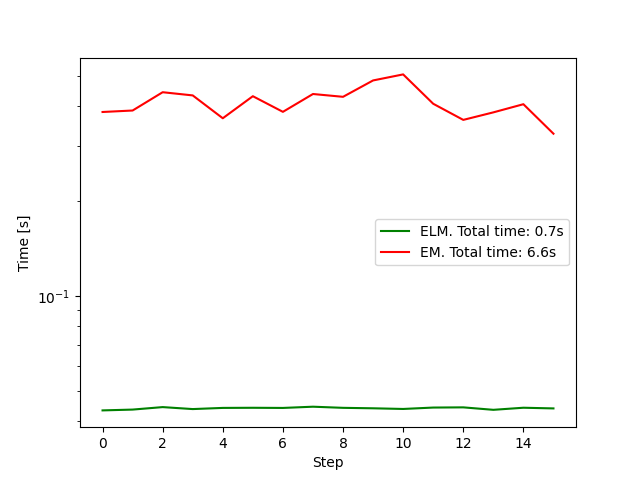 Time [s]
10⁻¹
ELM. Total time: 0.7s
EM. Total time: 6.6s
0 2 4 6 8 10 12 14
Step